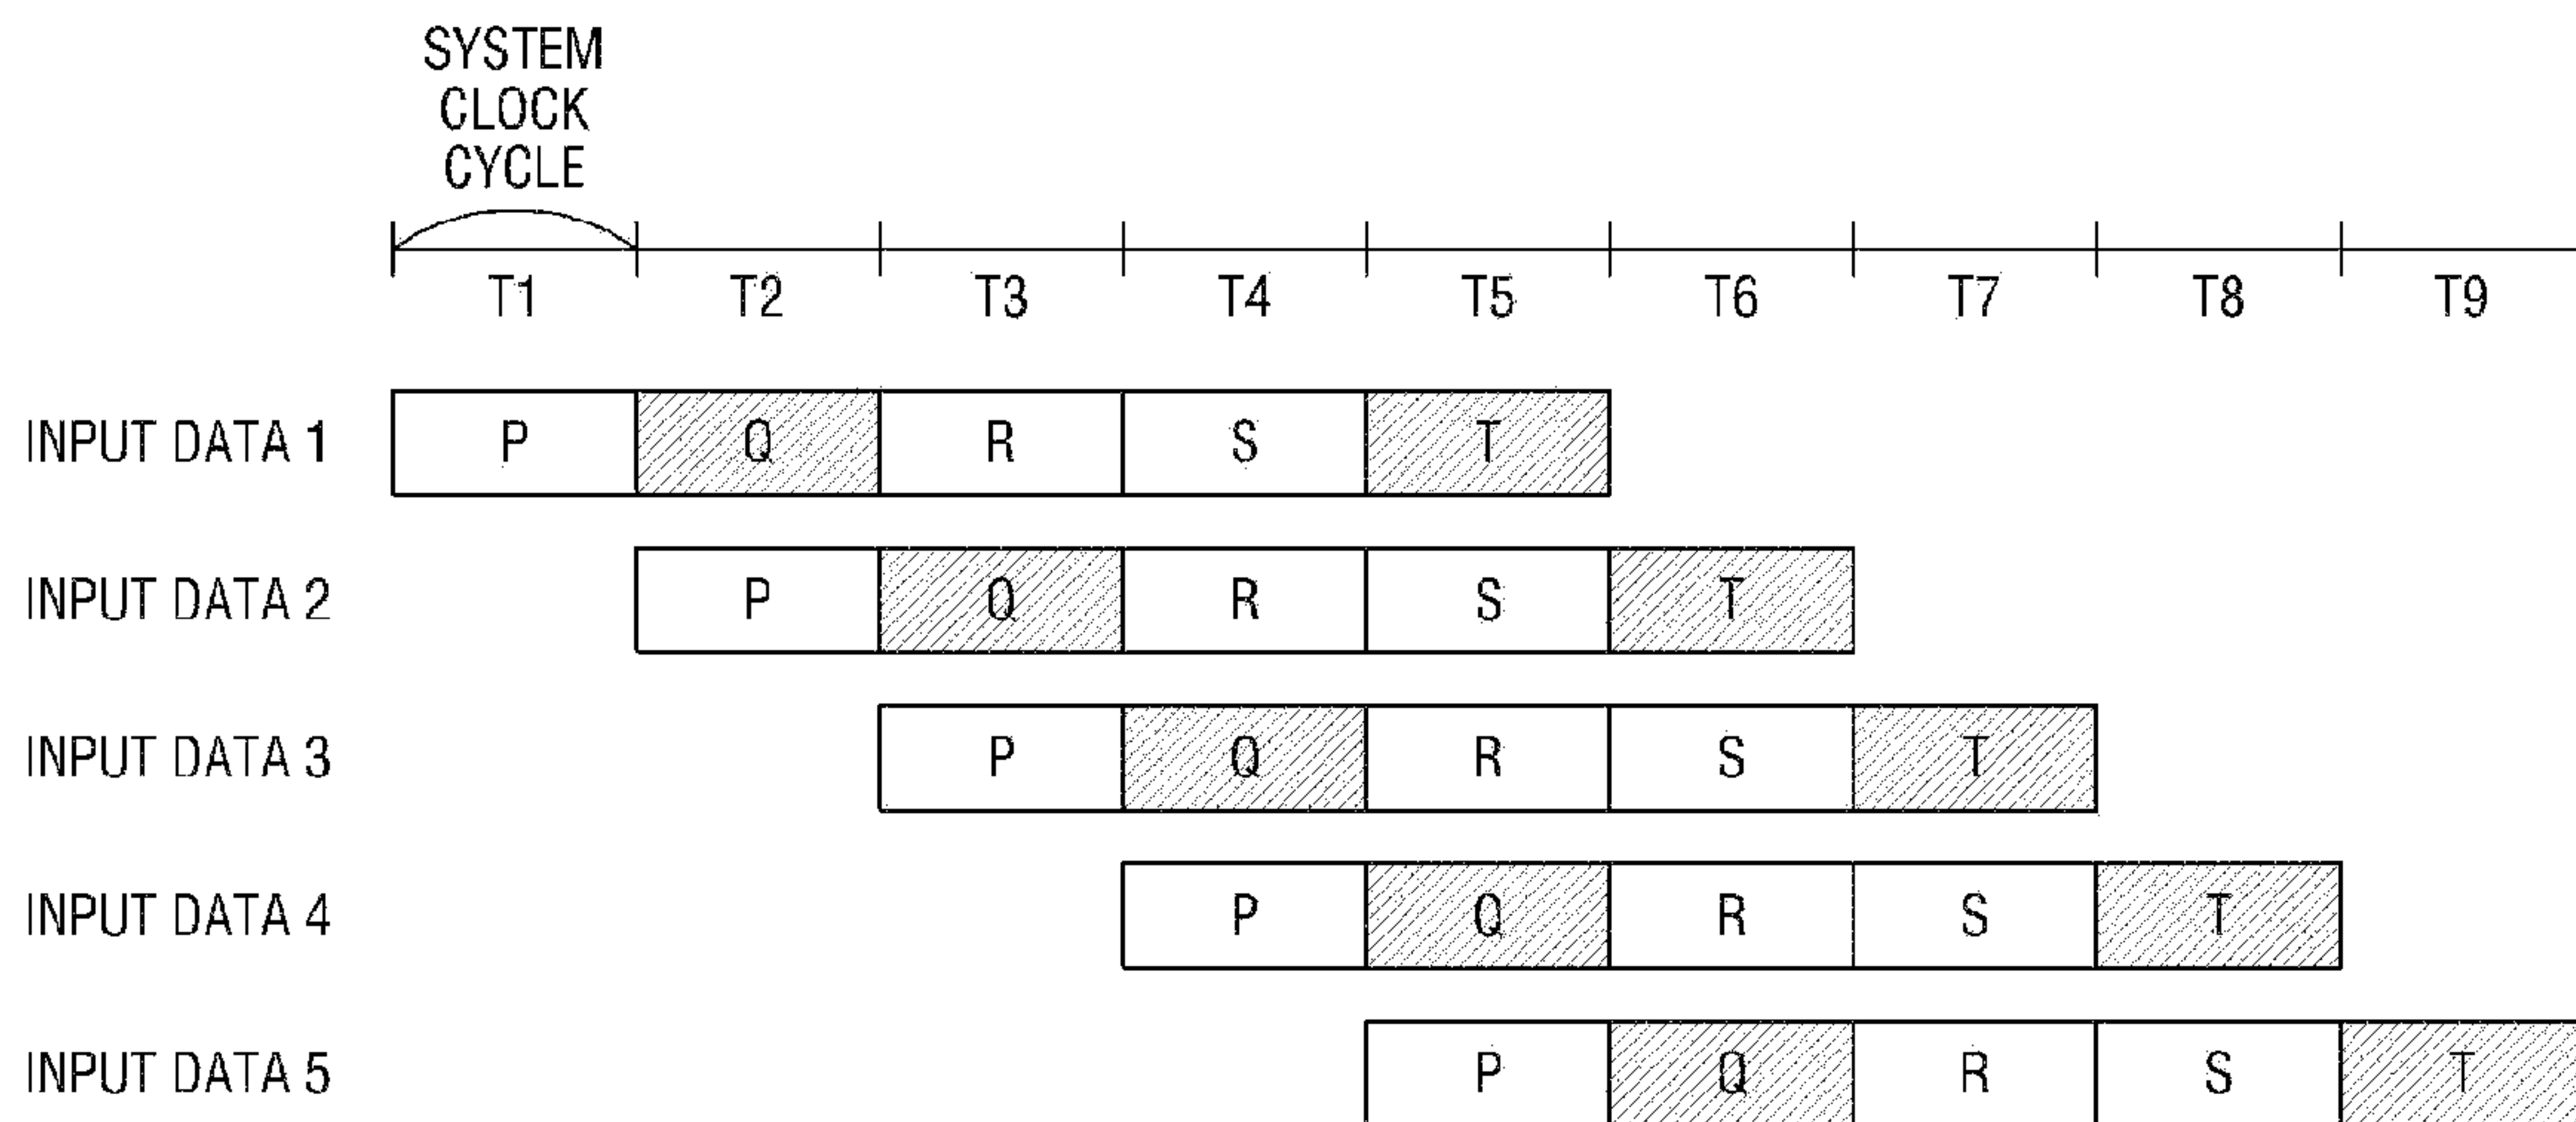 SYSTEM
CLOCK
CYCLE
T1 T2 T3 T4 T5 T6 T7 T8 T9
INPUT DATA 1 P Q R S T
INPUT DATA 2 P Q R S T
INPUT DATA 3 P Q R S T
INPUT DATA 4 P Q R S T
INPUT DATA 5 P Q R S T